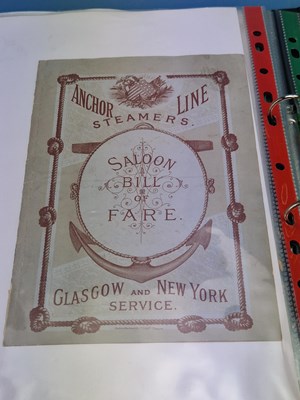 ANCHOR LINE
STEAMERS.
SALOON
BILL
OF
FARE.
GLASGOW AND NEW YORK
SERVICE.